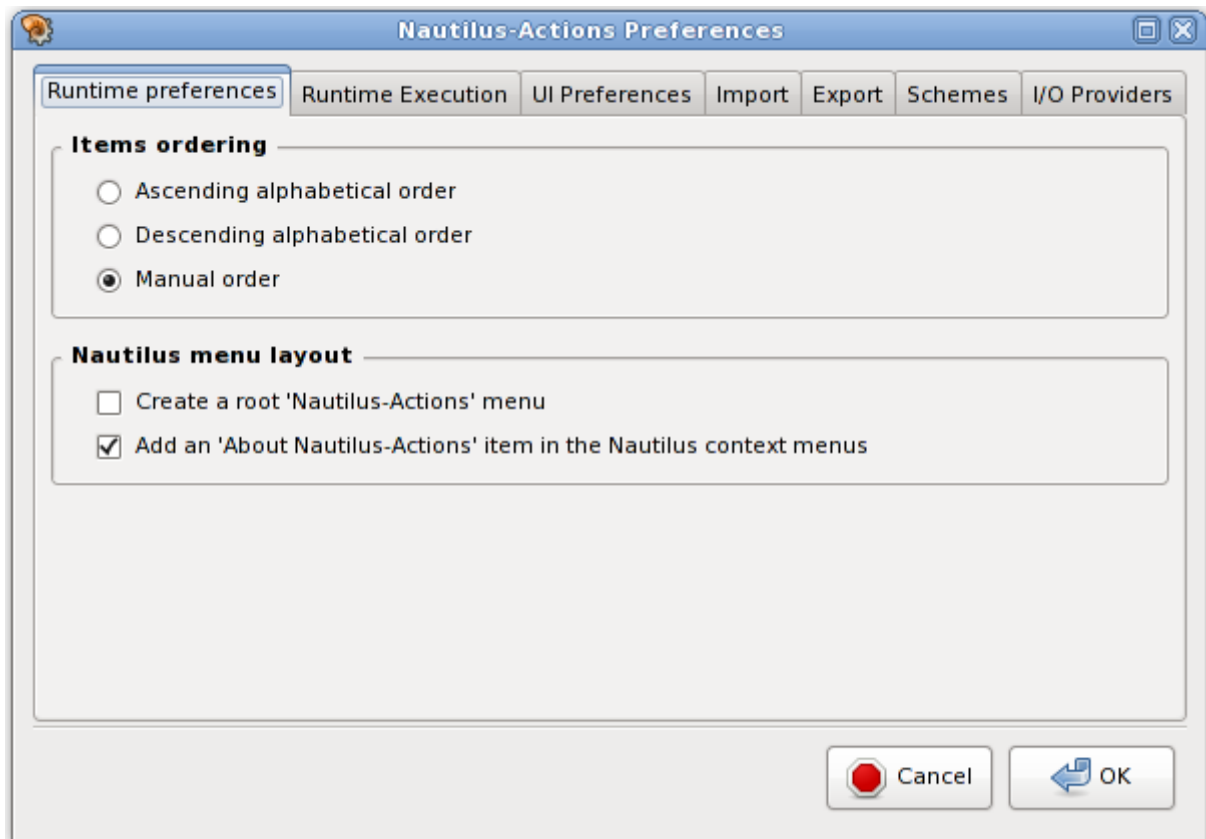 Nautilus-Actions Preferences
Runtime preferences Runtime Execution UI Preferences Import Export Schemes I/O Providers
Items ordering
Ascending alphabetical order
Descending alphabetical order
Manual order
Nautilus menu layout
Create a root 'Nautilus-Actions' menu
Add an 'About Nautilus-Actions' item in the Nautilus context menus
Cancel OK